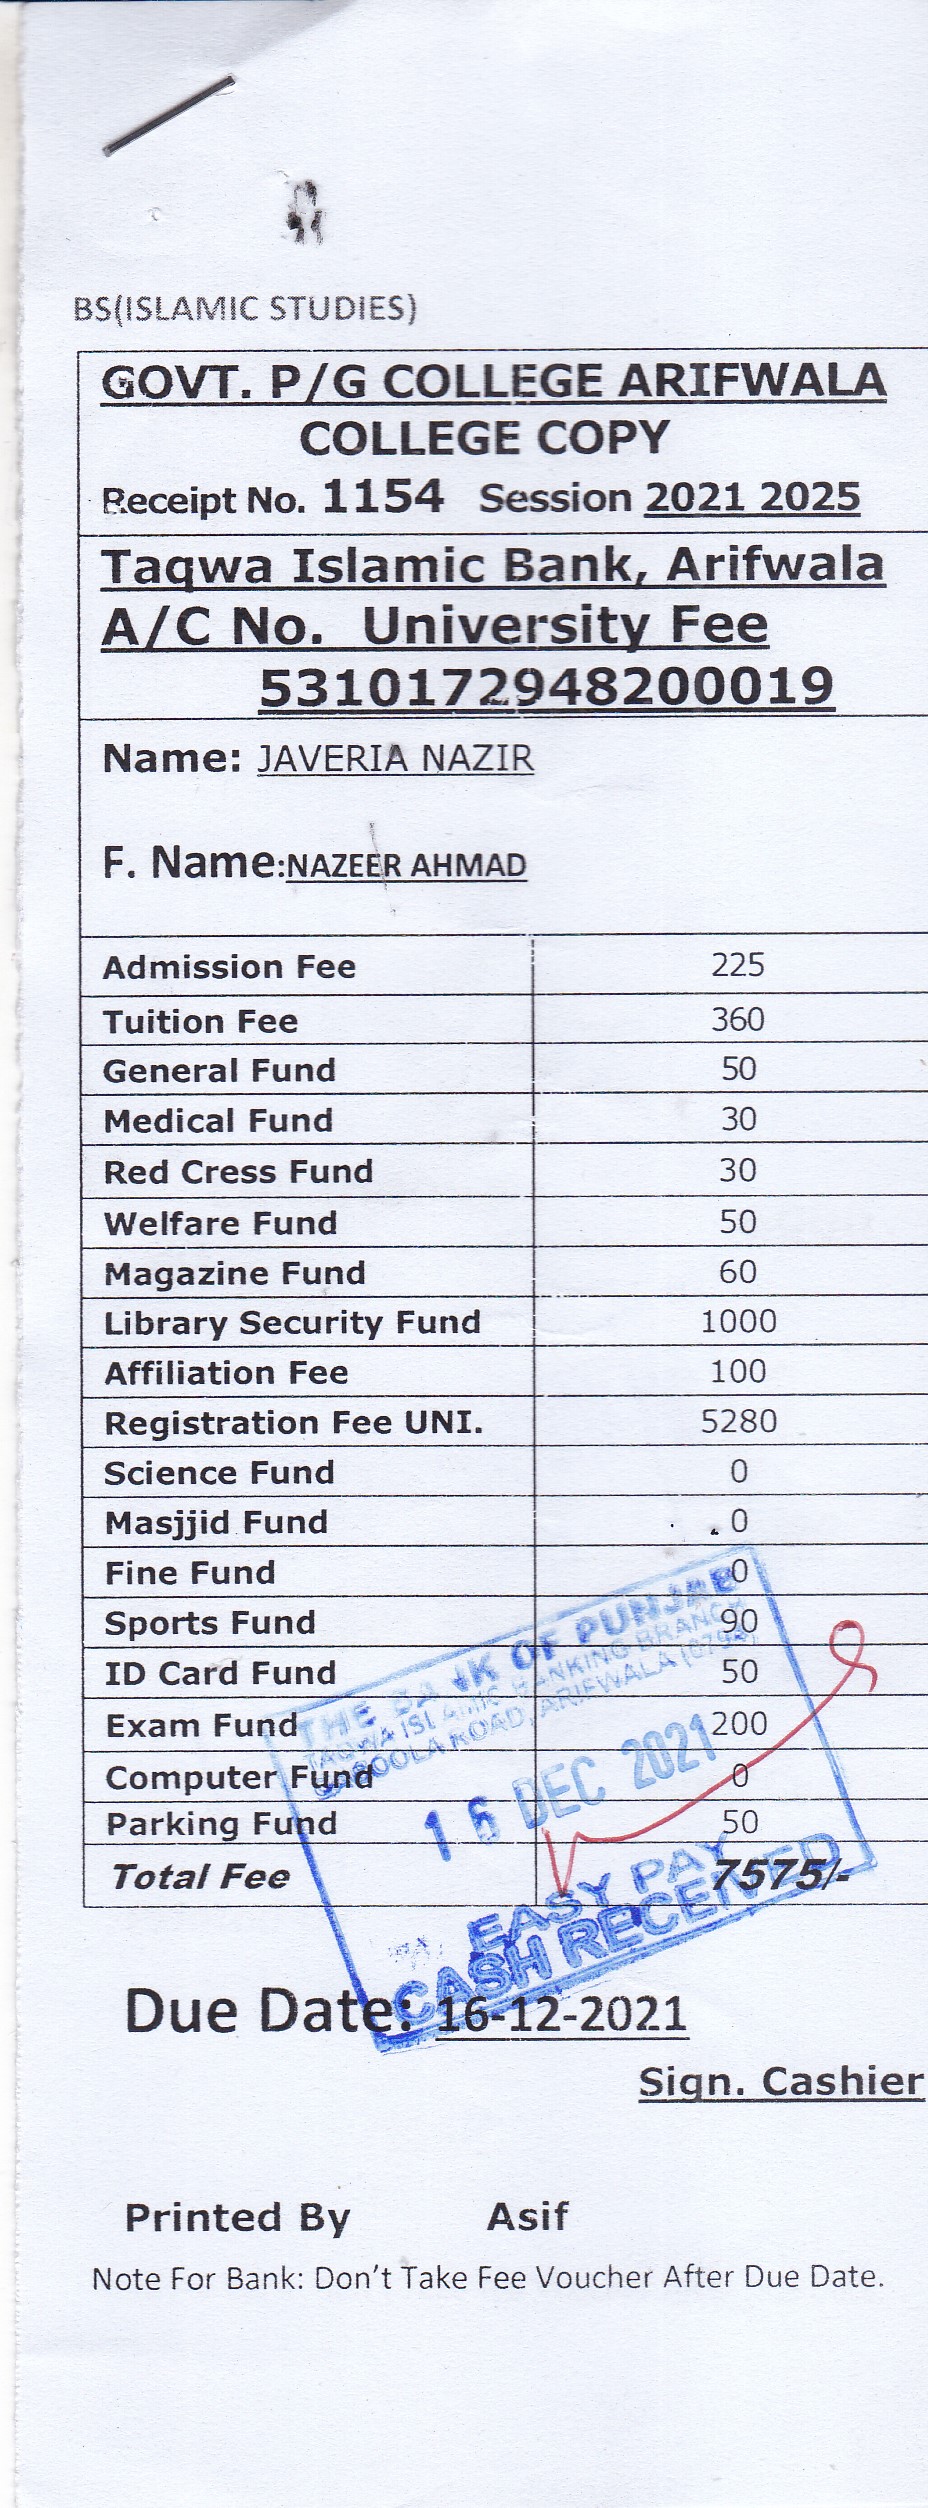 BS(ISLAMIC STUDIES)
GOVT. P/G COLLEGE ARIFWALA
COLLEGE COPY
Receipt No. 1154 Session 2021 2025
Taqwa Islamic Bank, Arifwala
A/C No. University Fee
5310172948200019
Name: JAVERIA NAZIR
F. Name:NAZEER AHMAD
Admission Fee 225
Tuition Fee 360
General Fund 50
Medical Fund 30
Red Cress Fund 30
Welfare Fund 50
Magazine Fund 60
Library Security Fund 1000
Affiliation Fee 100
Registration Fee UNI. 5280
Science Fund 0
Masjjid Fund 0
Fine Fund 0
Sports Fund 90
ID Card Fund 50
Exam Fund 200
Computer Fund 0
Parking Fund 50
Total Fee 7575/-
THE BANK OF PUNJAB
TAQWA ISLAMIC BANKING BRANCH
ROAD, ARIFWALA
16 DEC 2021
EASY PAY
CASH RECEIVED
Due Date: 16-12-2021
Sign. Cashier
Printed By Asif
Note For Bank: Don't Take Fee Voucher After Due Date.